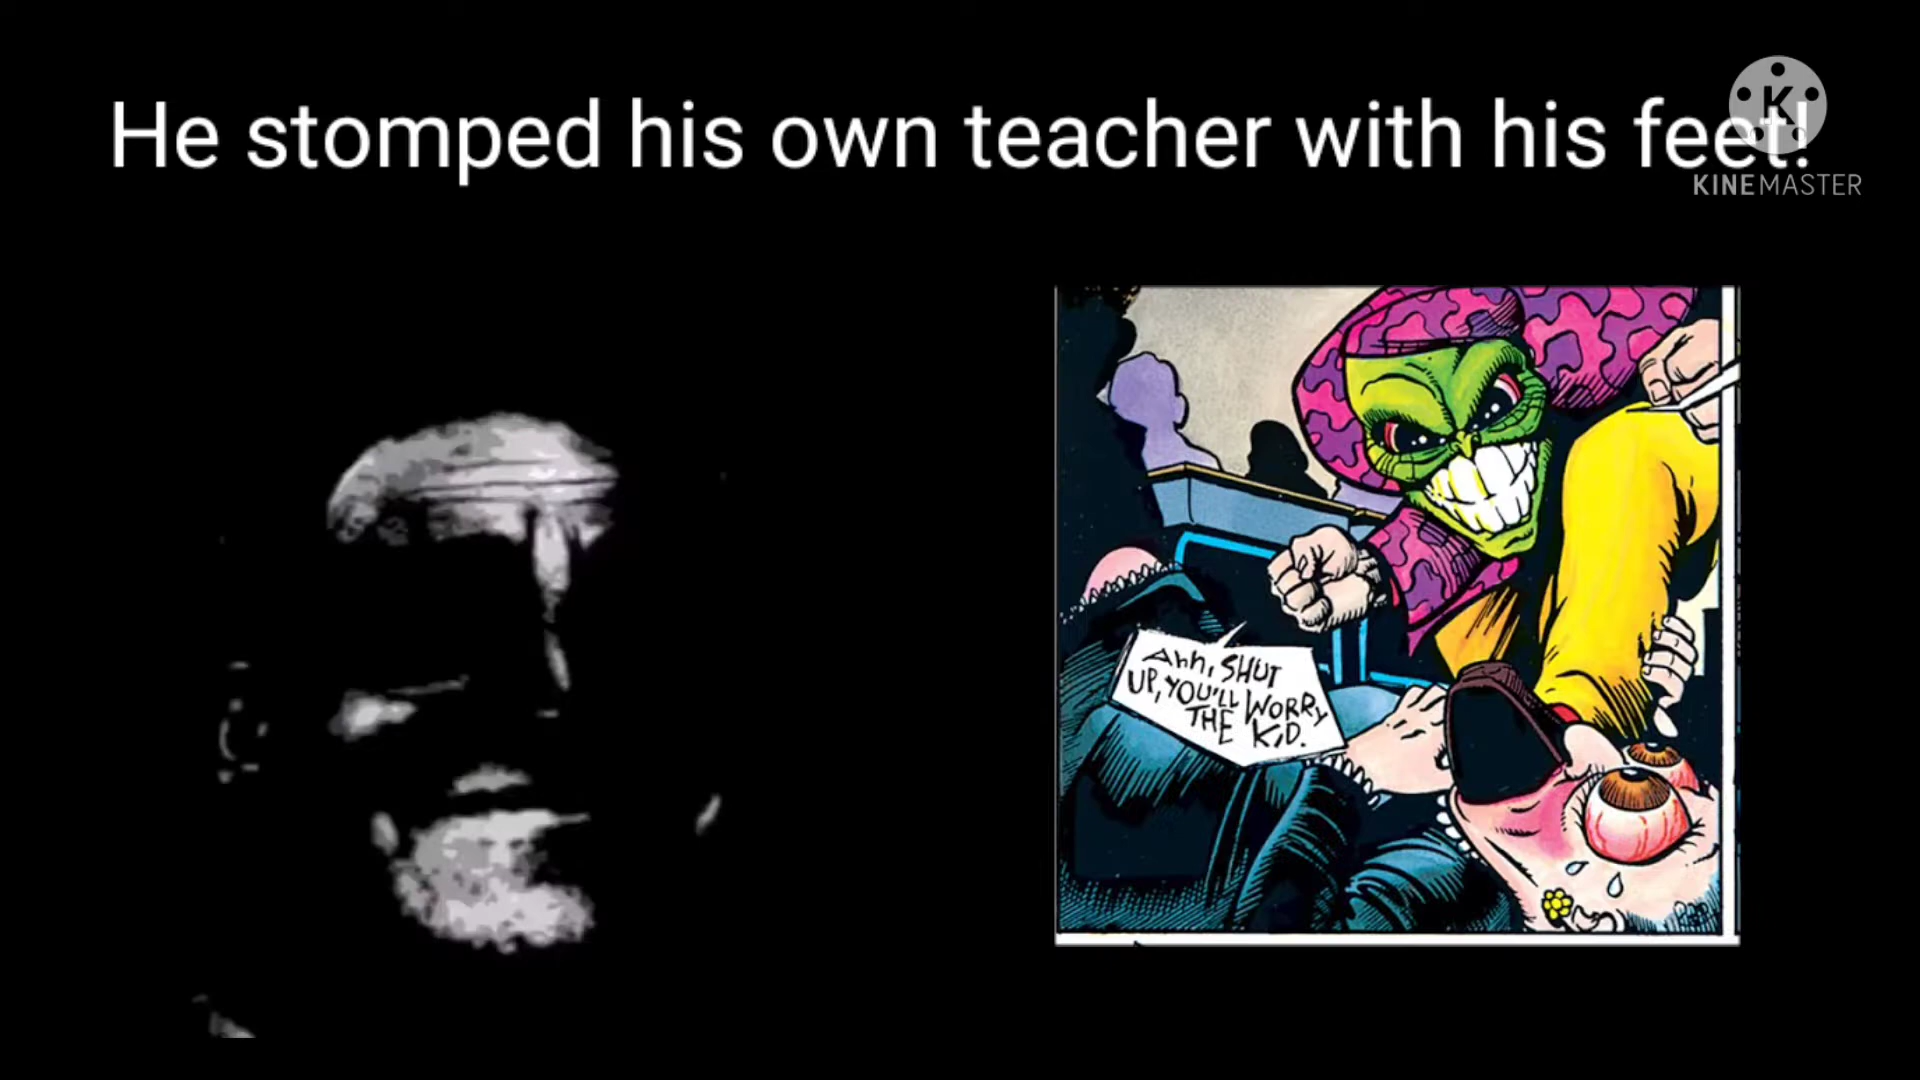 He stomped his own teacher with his feet!
K
KINEMASTER
Ahh, SHUT
UP, YOU'LL WORRY
THE KID.